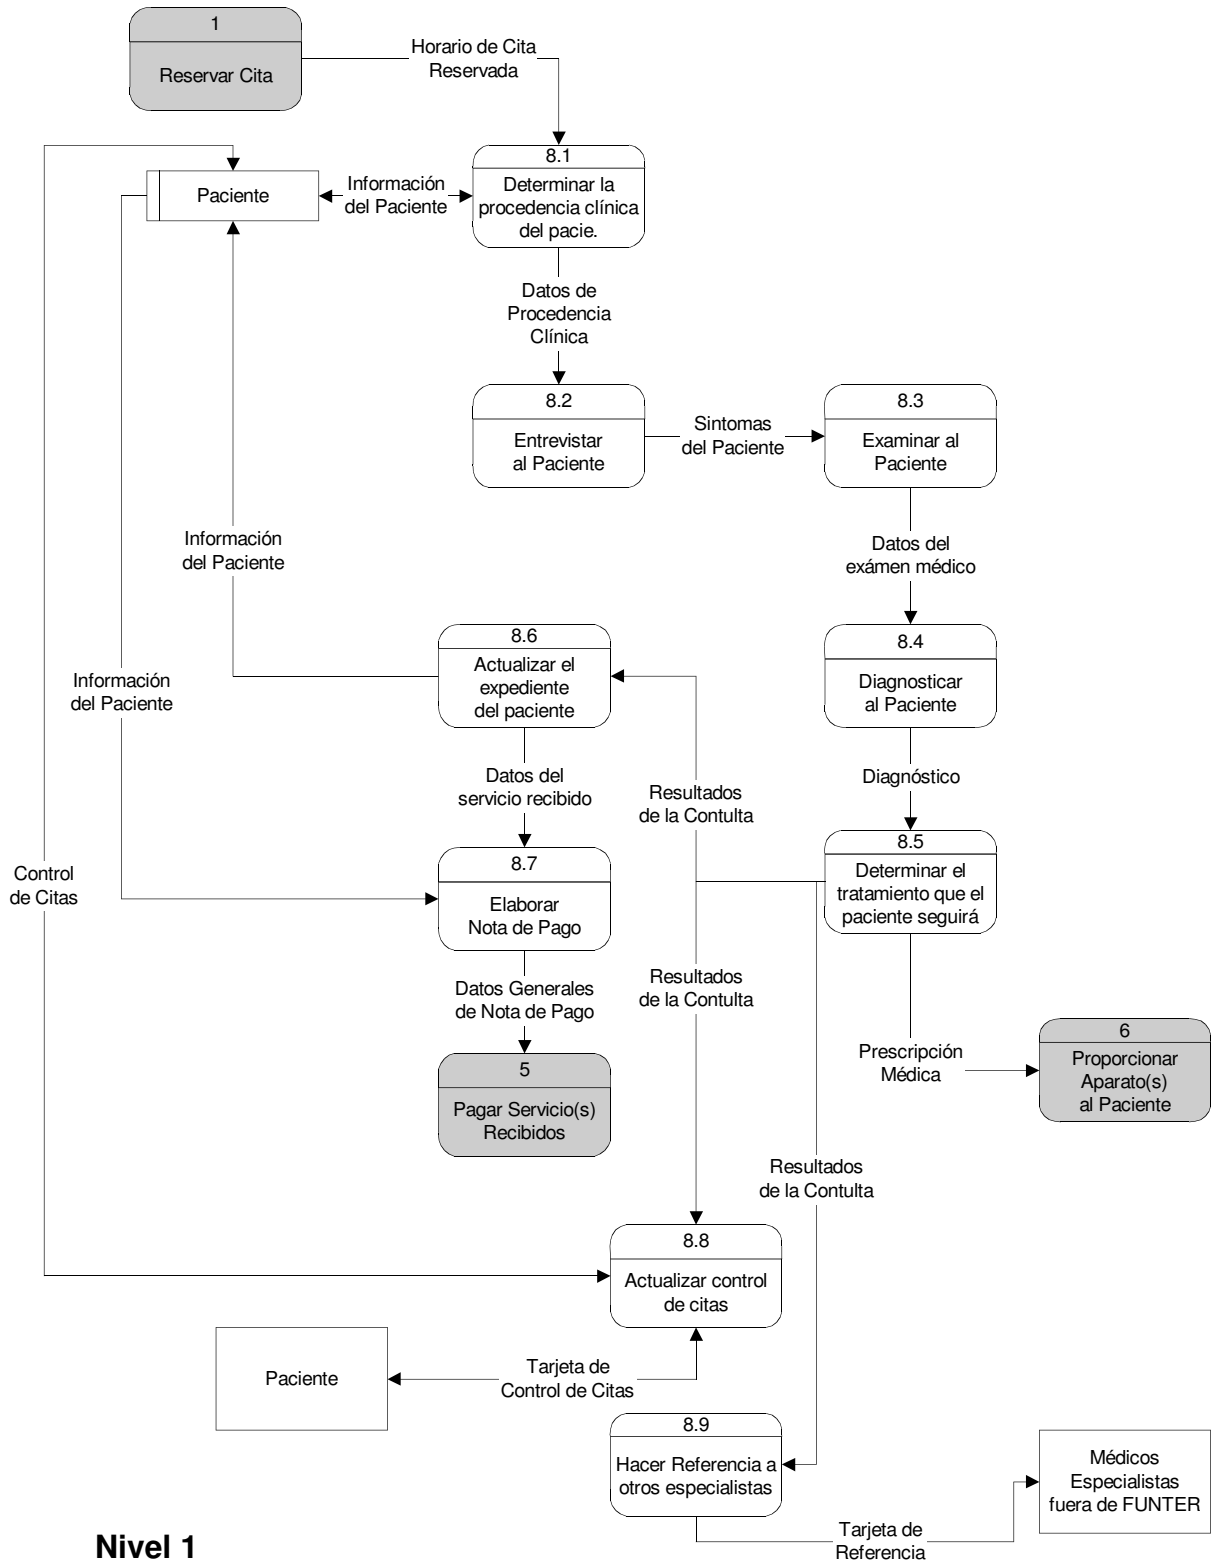 1
Reservar Cita
Horario de Cita
Reservada
Paciente
Información
del Paciente
8.1
Determinar la
procedencia clínica
del pacie.
Datos de
Procedencia
Clínica
8.2
Entrevistar
al Paciente
Sintomas
del Paciente
8.3
Examinar al
Paciente
Información
del Paciente
Datos del
exámen médico
8.6
Actualizar el
expediente
del paciente
8.4
Diagnosticar
al Paciente
Información
del Paciente
Datos del
servicio recibido
Resultados
de la Contulta
Diagnóstico
Control
de Citas
8.7
Elaborar
Nota de Pago
8.5
Determinar el
tratamiento que el
paciente seguirá
Datos Generales
de Nota de Pago
Resultados
de la Contulta
5
Pagar Servicio(s)
Recibidos
Prescripción
Médica
6
Proporcionar
Aparato(s)
al Paciente
Resultados
de la Contulta
8.8
Actualizar control
de citas
Paciente
Tarjeta de
Control de Citas
8.9
Hacer Referencia a
otros especialistas
Médicos
Especialistas
fuera de FUNTER
Tarjeta de
Referencia
Nivel 1